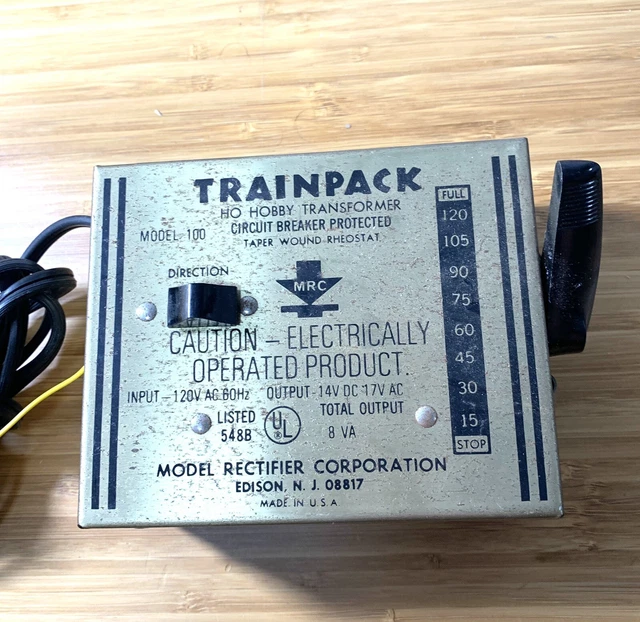 TRAINPACK
HO HOBBY TRANSFORMER
MODEL 100 CIRCUIT BREAKER PROTECTED
TAPER WOUND RHEOSTAT
DIRECTION
MRC
CAUTION - ELECTRICALLY
OPERATED PRODUCT.
INPUT - 120V AC 60Hz OUTPUT - 14V DC 17V AC
LISTED UL TOTAL OUTPUT
548B 8 VA
MODEL RECTIFIER CORPORATION
EDISON, N. J. 08817
MADE IN U.S.A
FULL
120
105
90
75
60
45
30
15
STOP